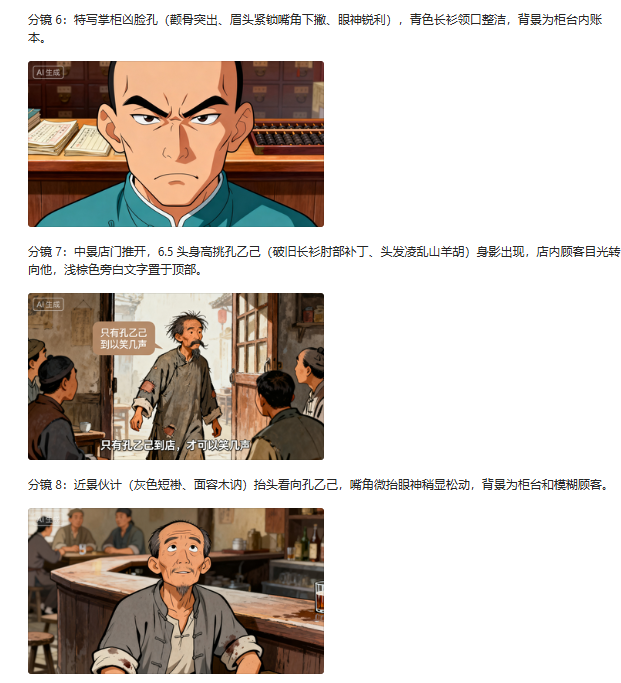 分镜 6：特写掌柜凶脸孔（颧骨突出、眉头紧锁嘴角下撇、眼神锐利），青色长衫领口整洁，背景为柜台内账
本。
AI 生成
分镜 7：中景店门推开，6.5 头身高挑孔乙己（破旧长衫肘部补丁、头发凌乱山羊胡）身影出现，店内顾客目光转
向他，浅棕色旁白文字置于顶部。
AI 生成
只有孔乙己
到以笑几声
只有孔乙己到店，才可以笑几声
分镜 8：近景伙计（灰色短褂、面容木讷）抬头看向孔乙己，嘴角微抬眼神稍显松动，背景为柜台和模糊顾客。
AI 生成